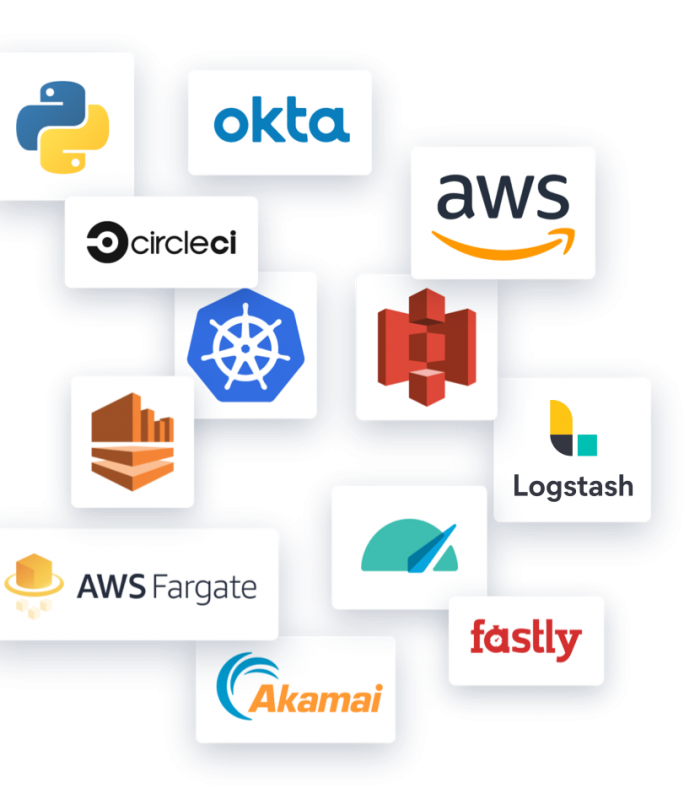 okta
aws
circleci
Logstash
AWS Fargate
fastly
Akamai